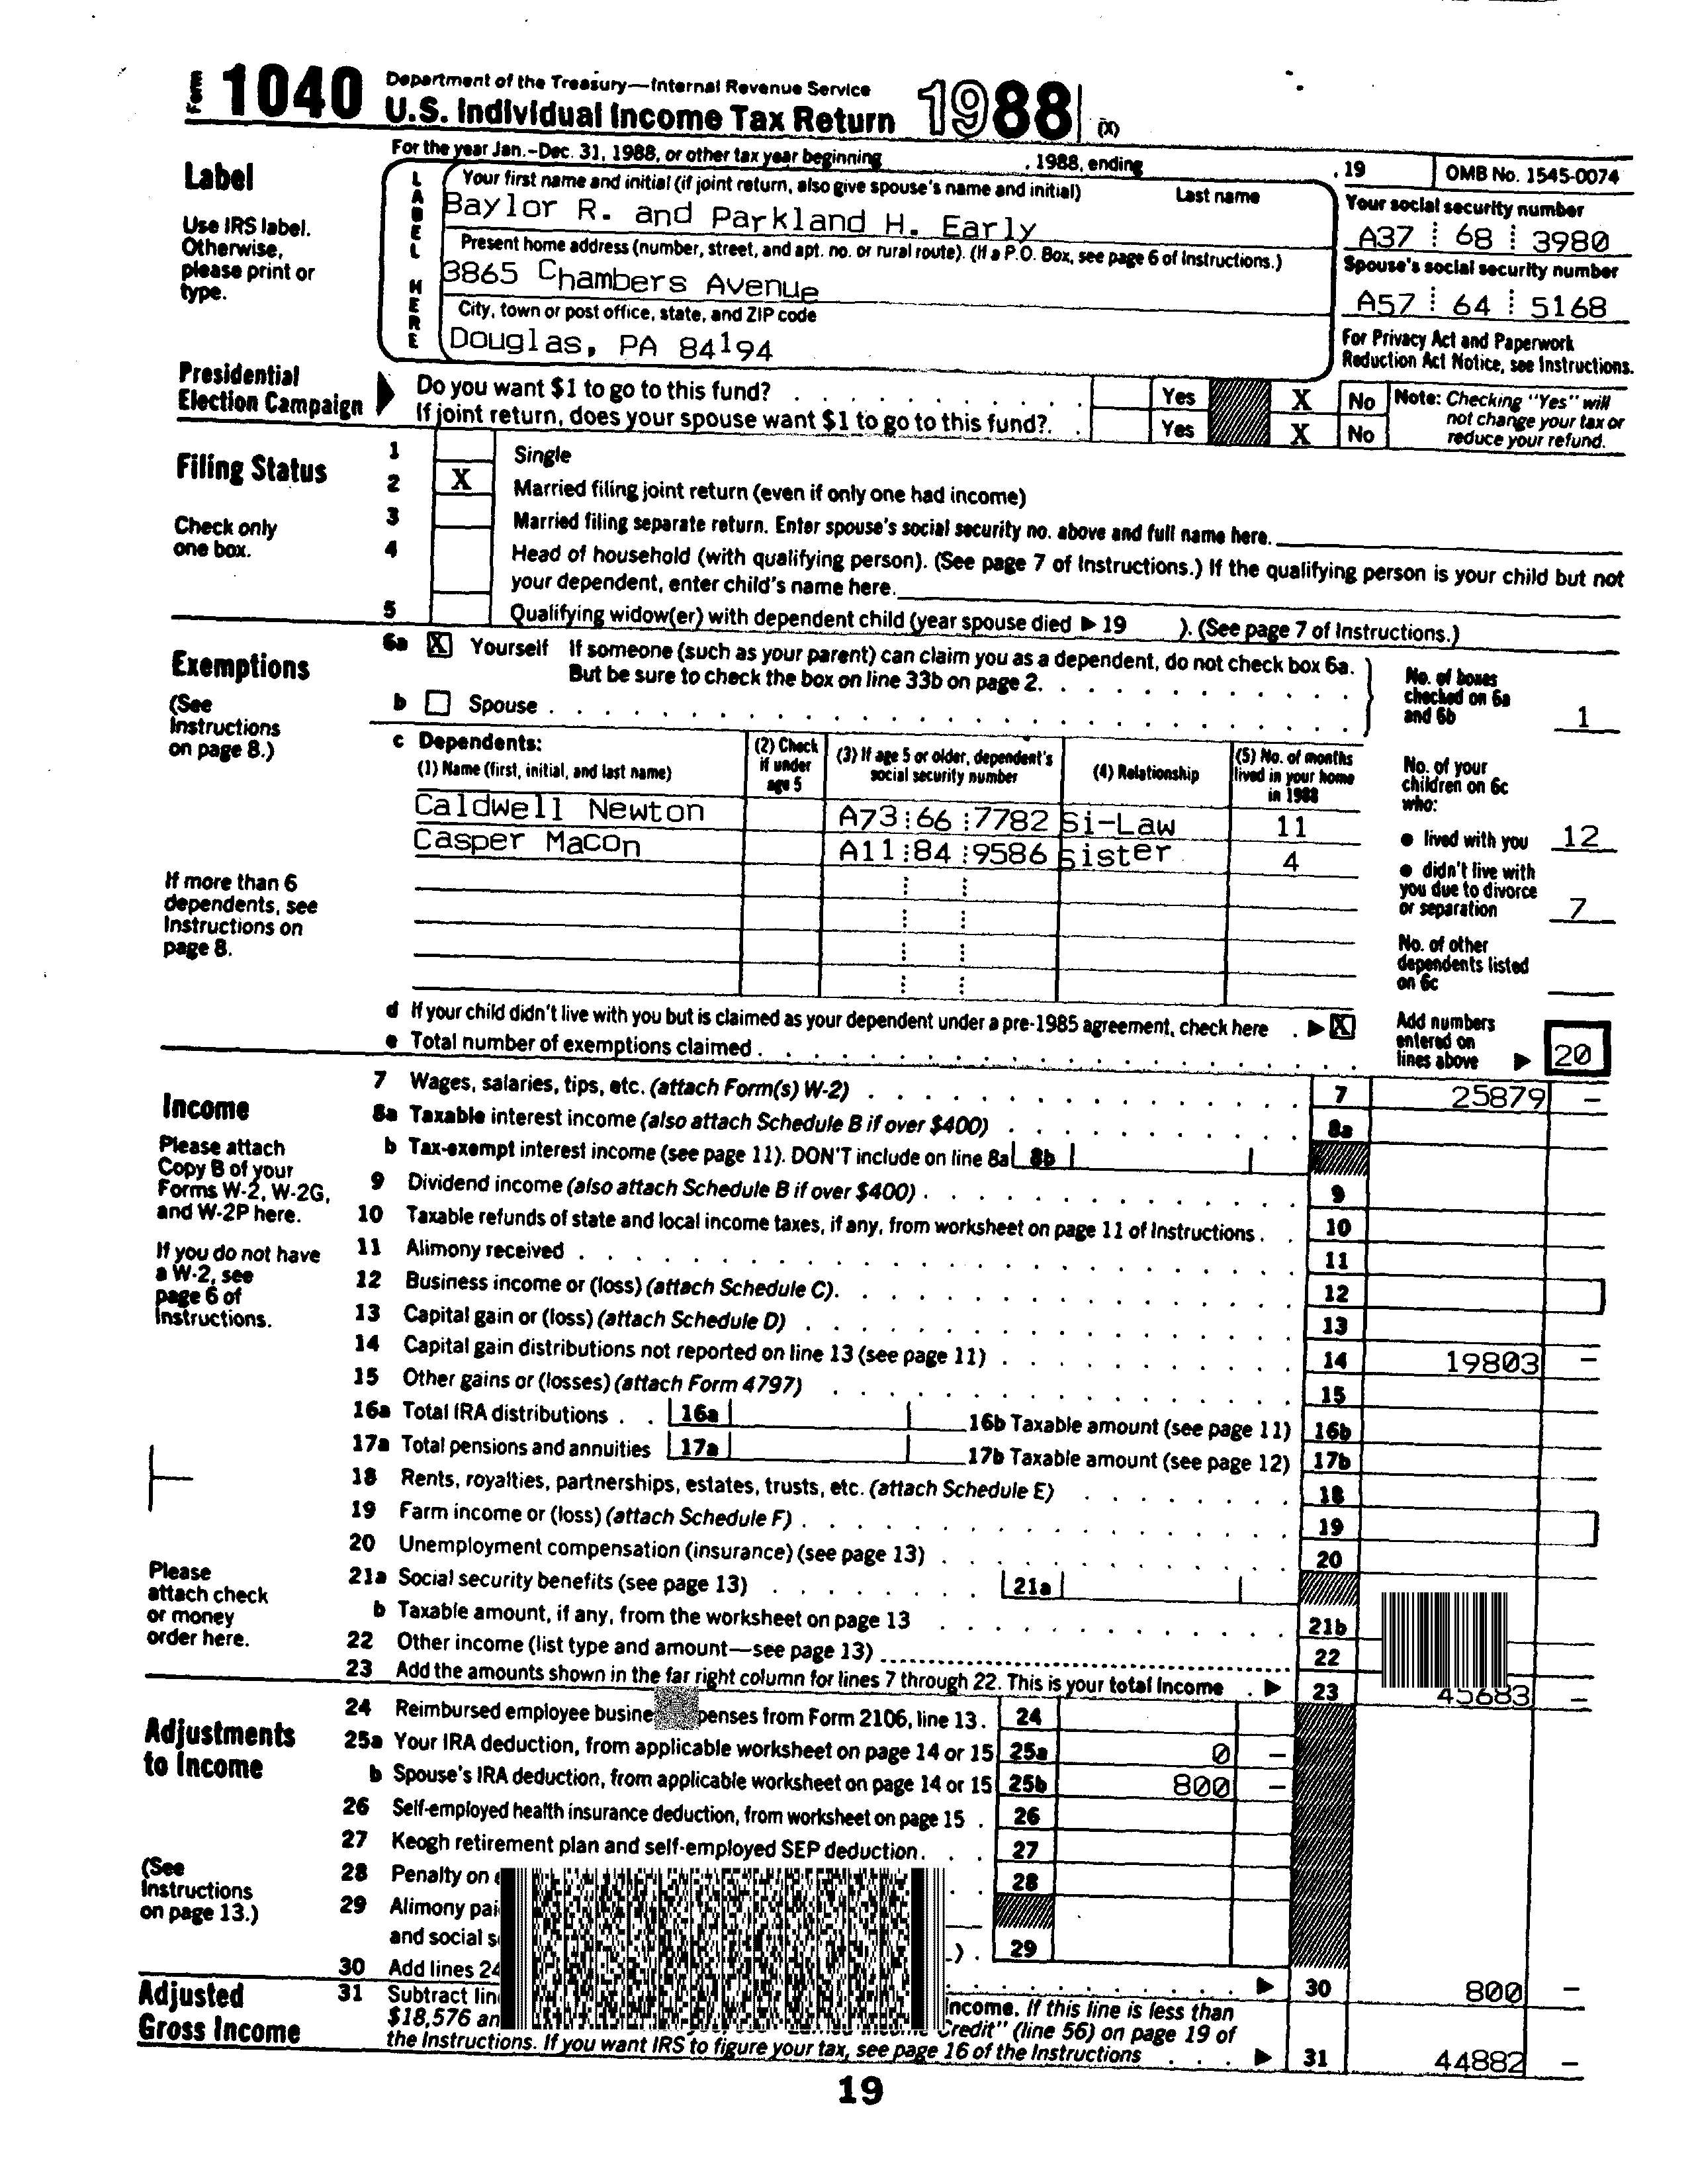 Form 1040 Department of the Treasury—Internal Revenue Service
U.S. Individual Income Tax Return 1988 (X)
For the year Jan.–Dec. 31, 1988, or other tax year beginning , 1988, ending , 19 OMB No. 1545-0074
Label
Use IRS label. Otherwise, please print or type.
LABEL HERE
Your first name and initial (if joint return, also give spouse's name and initial) Last name
Baylor R. and Parkland H. Early
Your social security number
A37 68 3980
Present home address (number, street, and apt. no. or rural route). (If a P.O. Box, see page 6 of Instructions.)
3865 Chambers Avenue
Spouse's social security number
A57 64 5168
City, town or post office, state, and ZIP code
Douglas, PA 84194
For Privacy Act and Paperwork Reduction Act Notice, see Instructions.
Presidential Election Campaign
Do you want $1 to go to this fund? Yes X No
If joint return, does your spouse want $1 to go to this fund?. Yes X No
Note: Checking "Yes" will not change your tax or reduce your refund.
Filing Status
Check only one box.
1 Single
2 X Married filing joint return (even if only one had income)
3 Married filing separate return. Enter spouse's social security no. above and full name here.
4 Head of household (with qualifying person). (See page 7 of Instructions.) If the qualifying person is your child but not
your dependent, enter child's name here.
5 Qualifying widow(er) with dependent child (year spouse died ▶ 19 ). (See page 7 of Instructions.)
Exemptions
(See Instructions on page 8.)
6a X Yourself If someone (such as your parent) can claim you as a dependent, do not check box 6a.
But be sure to check the box on line 33b on page 2.
b Spouse
No. of boxes checked on 6a and 6b 1
c Dependents:
(1) Name (first, initial, and last name) (2) Check if under age 5 (3) If age 5 or older, dependent's social security number (4) Relationship (5) No. of months lived in your home in 1988
Caldwell Newton A73 66 7782 Si-Law 11
Casper Macon A11 84 9586 sister 4
If more than 6 dependents, see Instructions on page 8.
No. of your children on 6c who:
● lived with you 12
● didn't live with you due to divorce or separation 7
No. of other dependents listed on 6c
d If your child didn't live with you but is claimed as your dependent under a pre-1985 agreement, check here . ▶ X
e Total number of exemptions claimed
Add numbers entered on lines above ▶ 20
Income
Please attach Copy B of your Forms W-2, W-2G, and W-2P here.
If you do not have a W-2, see page 6 of Instructions.
Please attach check or money order here.
7 Wages, salaries, tips, etc. (attach Form(s) W-2) 7 25879 –
8a Taxable interest income (also attach Schedule B if over $400) 8a
b Tax-exempt interest income (see page 11). DON'T include on line 8a 8b
9 Dividend income (also attach Schedule B if over $400) 9
10 Taxable refunds of state and local income taxes, if any, from worksheet on page 11 of Instructions 10
11 Alimony received 11
12 Business income or (loss) (attach Schedule C). 12
13 Capital gain or (loss) (attach Schedule D) 13
14 Capital gain distributions not reported on line 13 (see page 11) 14 19803 –
15 Other gains or (losses) (attach Form 4797) 15
16a Total IRA distributions 16a 16b Taxable amount (see page 11) 16b
17a Total pensions and annuities 17a 17b Taxable amount (see page 12) 17b
18 Rents, royalties, partnerships, estates, trusts, etc. (attach Schedule E) 18
19 Farm income or (loss) (attach Schedule F) 19
20 Unemployment compensation (insurance) (see page 13) 20
21a Social security benefits (see page 13) 21a
b Taxable amount, if any, from the worksheet on page 13 21b
22 Other income (list type and amount—see page 13) 22
23 Add the amounts shown in the far right column for lines 7 through 22. This is your total income ▶ 23 45683 –
Adjustments to Income
(See Instructions on page 13.)
24 Reimbursed employee busine penses from Form 2106, line 13. 24
25a Your IRA deduction, from applicable worksheet on page 14 or 15 25a 0 –
b Spouse's IRA deduction, from applicable worksheet on page 14 or 15 25b 800 –
26 Self-employed health insurance deduction, from worksheet on page 15 . 26
27 Keogh retirement plan and self-employed SEP deduction. 27
28 Penalty on 28
29 Alimony pai
and social s ) . 29
30 Add lines 24 ▶ 30 800 –
Adjusted Gross Income
31 Subtract lin income. If this line is less than
$18,576 an Credit" (line 56) on page 19 of
the Instructions. If you want IRS to figure your tax, see page 16 of the Instructions ▶ 31 44882 –
19